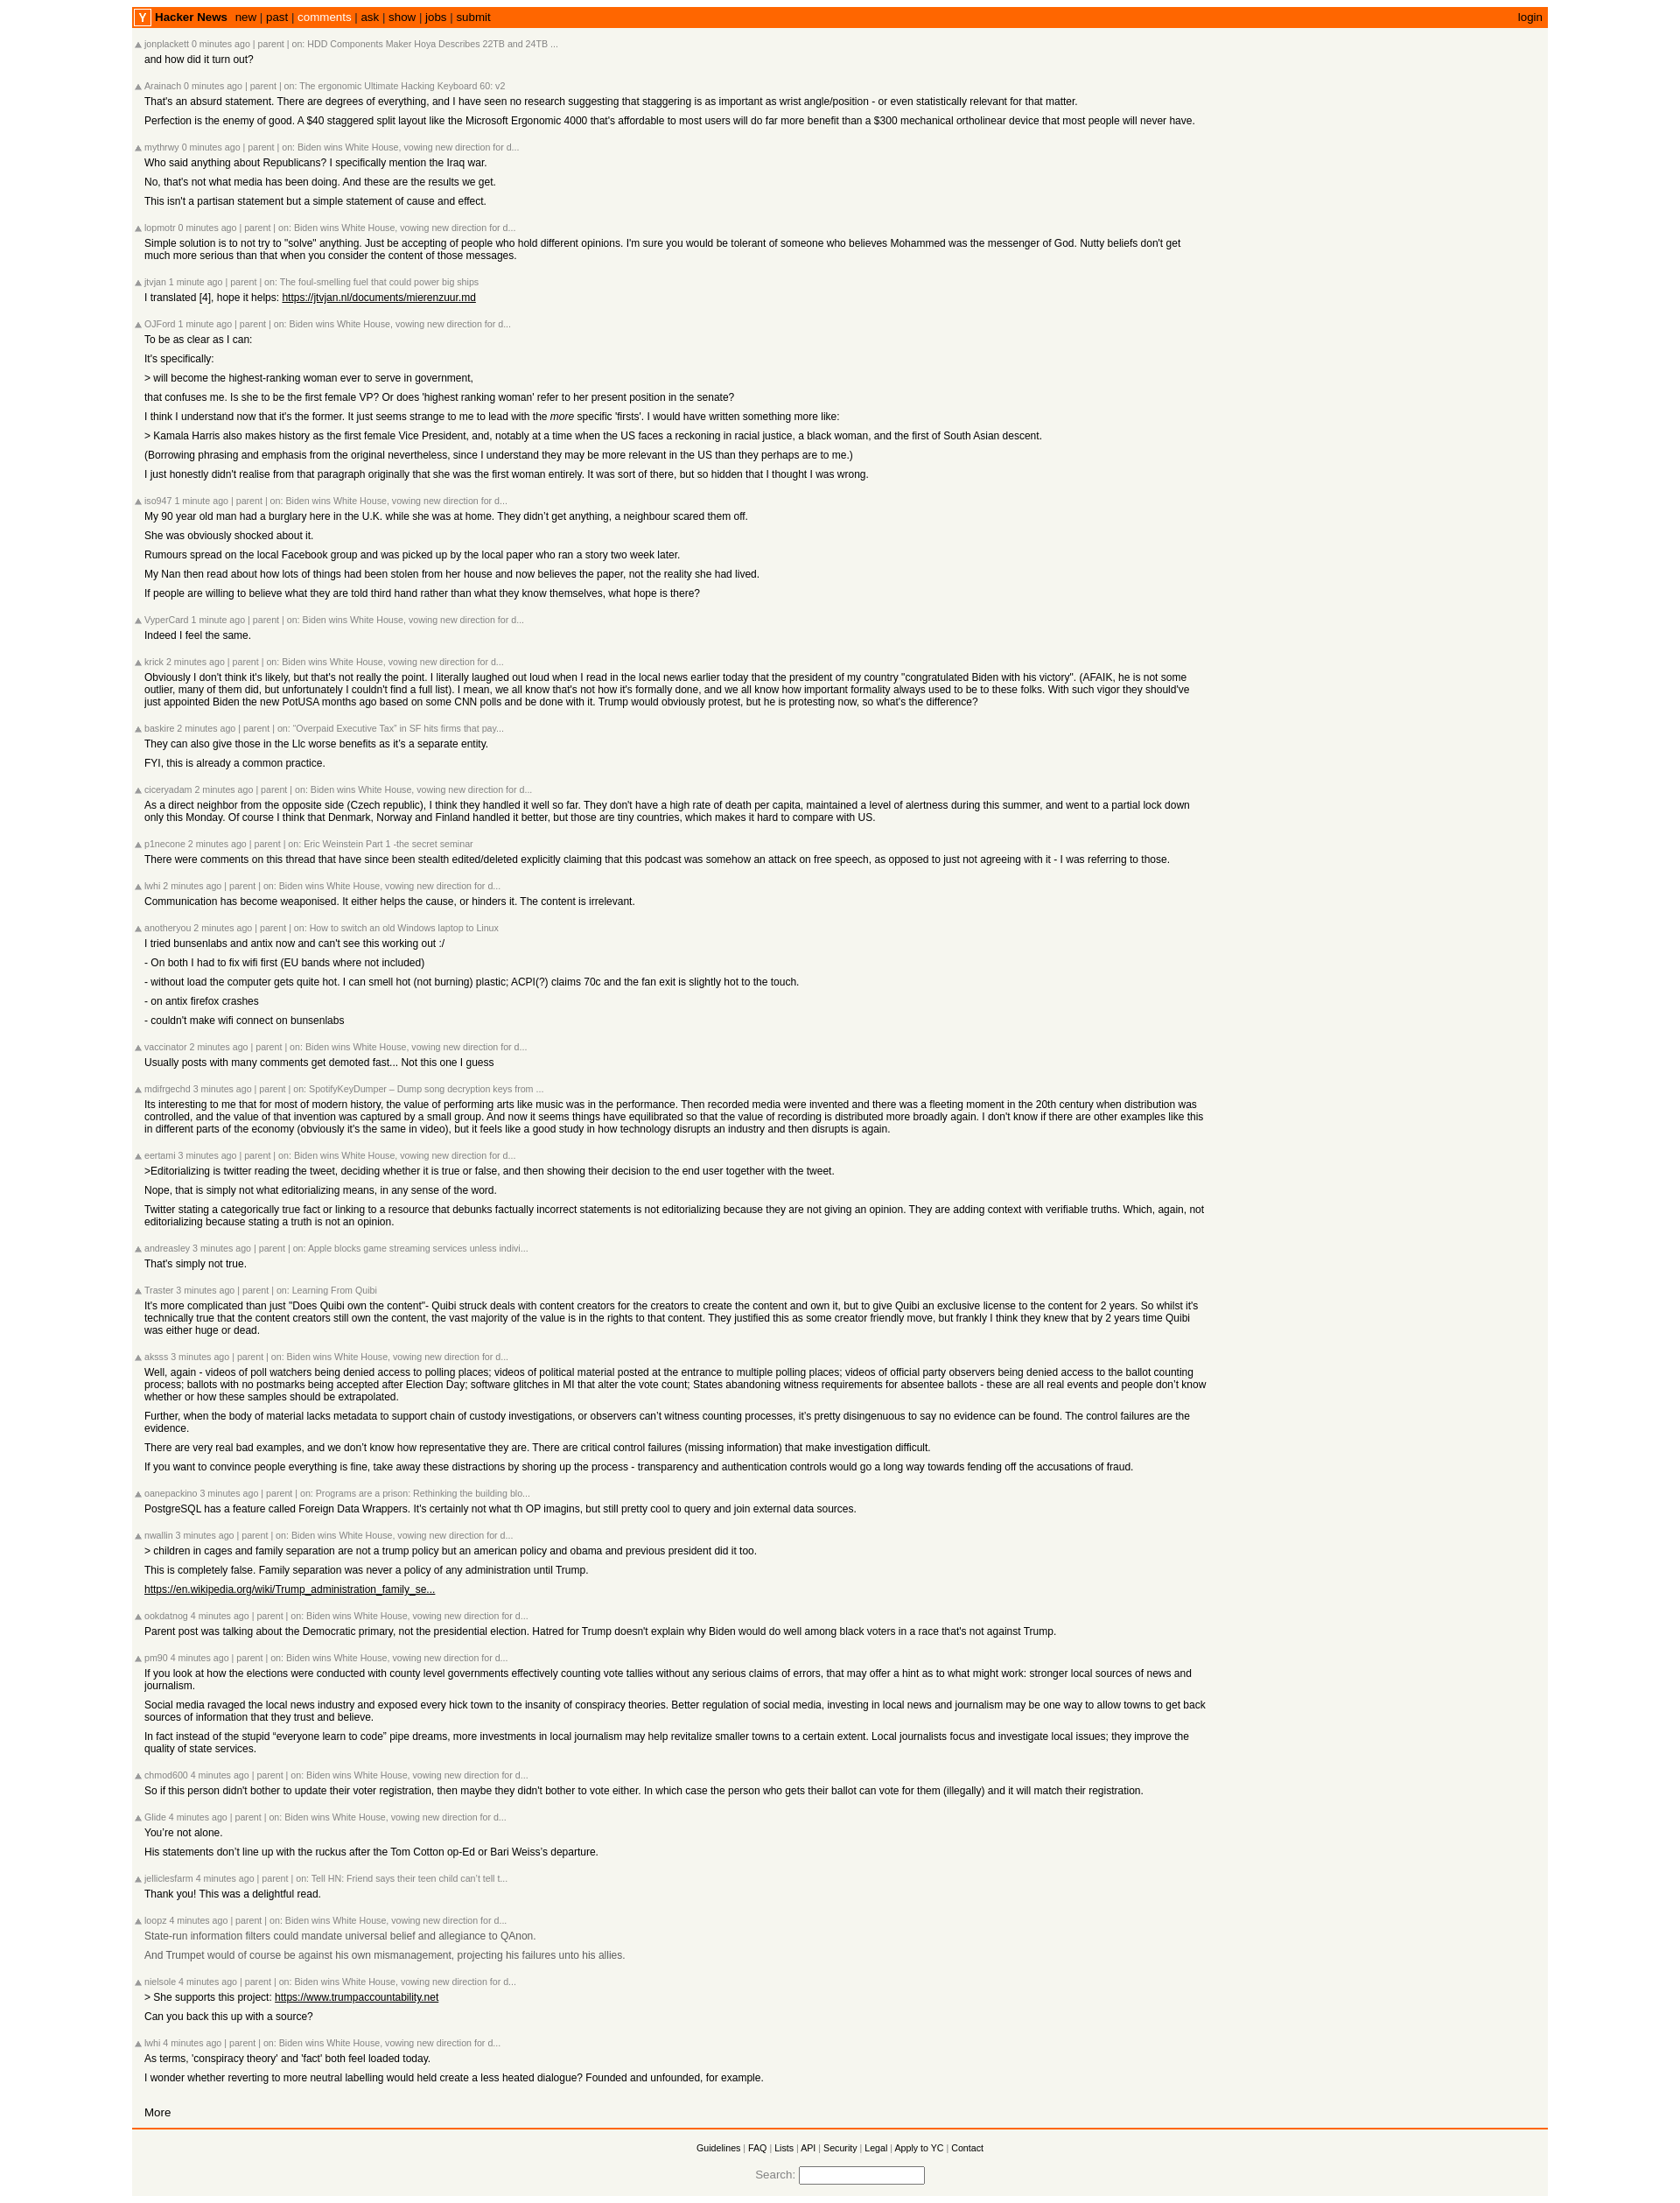 Y Hacker News new | past | comments | ask | show | jobs | submit login
jonplackett 0 minutes ago | parent | on: HDD Components Maker Hoya Describes 22TB and 24TB ...
and how did it turn out?
Arainach 0 minutes ago | parent | on: The ergonomic Ultimate Hacking Keyboard 60: v2
That's an absurd statement. There are degrees of everything, and I have seen no research suggesting that staggering is as important as wrist angle/position - or even statistically relevant for that matter.
Perfection is the enemy of good. A $40 staggered split layout like the Microsoft Ergonomic 4000 that's affordable to most users will do far more benefit than a $300 mechanical ortholinear device that most people will never have.
mythrwy 0 minutes ago | parent | on: Biden wins White House, vowing new direction for d...
Who said anything about Republicans? I specifically mention the Iraq war.
No, that's not what media has been doing. And these are the results we get.
This isn't a partisan statement but a simple statement of cause and effect.
lopmotr 0 minutes ago | parent | on: Biden wins White House, vowing new direction for d...
Simple solution is to not try to "solve" anything. Just be accepting of people who hold different opinions. I'm sure you would be tolerant of someone who believes Mohammed was the messenger of God. Nutty beliefs don't get
much more serious than that when you consider the content of those messages.
jtvjan 1 minute ago | parent | on: The foul-smelling fuel that could power big ships
I translated [4], hope it helps: https://jtvjan.nl/documents/mierenzuur.md
OJFord 1 minute ago | parent | on: Biden wins White House, vowing new direction for d...
To be as clear as I can:
It's specifically:
> will become the highest-ranking woman ever to serve in government,
that confuses me. Is she to be the first female VP? Or does 'highest ranking woman' refer to her present position in the senate?
I think I understand now that it's the former. It just seems strange to me to lead with the more specific 'firsts'. I would have written something more like:
> Kamala Harris also makes history as the first female Vice President, and, notably at a time when the US faces a reckoning in racial justice, a black woman, and the first of South Asian descent.
(Borrowing phrasing and emphasis from the original nevertheless, since I understand they may be more relevant in the US than they perhaps are to me.)
I just honestly didn't realise from that paragraph originally that she was the first woman entirely. It was sort of there, but so hidden that I thought I was wrong.
iso947 1 minute ago | parent | on: Biden wins White House, vowing new direction for d...
My 90 year old man had a burglary here in the U.K. while she was at home. They didn’t get anything, a neighbour scared them off.
She was obviously shocked about it.
Rumours spread on the local Facebook group and was picked up by the local paper who ran a story two week later.
My Nan then read about how lots of things had been stolen from her house and now believes the paper, not the reality she had lived.
If people are willing to believe what they are told third hand rather than what they know themselves, what hope is there?
VyperCard 1 minute ago | parent | on: Biden wins White House, vowing new direction for d...
Indeed I feel the same.
krick 2 minutes ago | parent | on: Biden wins White House, vowing new direction for d...
Obviously I don't think it's likely, but that's not really the point. I literally laughed out loud when I read in the local news earlier today that the president of my country "congratulated Biden with his victory". (AFAIK, he is not some
outlier, many of them did, but unfortunately I couldn't find a full list). I mean, we all know that's not how it's formally done, and we all know how important formality always used to be to these folks. With such vigor they should've
just appointed Biden the new PotUSA months ago based on some CNN polls and be done with it. Trump would obviously protest, but he is protesting now, so what's the difference?
baskire 2 minutes ago | parent | on: “Overpaid Executive Tax” in SF hits firms that pay...
They can also give those in the Llc worse benefits as it’s a separate entity.
FYI, this is already a common practice.
ciceryadam 2 minutes ago | parent | on: Biden wins White House, vowing new direction for d...
As a direct neighbor from the opposite side (Czech republic), I think they handled it well so far. They don't have a high rate of death per capita, maintained a level of alertness during this summer, and went to a partial lock down
only this Monday. Of course I think that Denmark, Norway and Finland handled it better, but those are tiny countries, which makes it hard to compare with US.
p1necone 2 minutes ago | parent | on: Eric Weinstein Part 1 -the secret seminar
There were comments on this thread that have since been stealth edited/deleted explicitly claiming that this podcast was somehow an attack on free speech, as opposed to just not agreeing with it - I was referring to those.
lwhi 2 minutes ago | parent | on: Biden wins White House, vowing new direction for d...
Communication has become weaponised. It either helps the cause, or hinders it. The content is irrelevant.
anotheryou 2 minutes ago | parent | on: How to switch an old Windows laptop to Linux
I tried bunsenlabs and antix now and can't see this working out :/
- On both I had to fix wifi first (EU bands where not included)
- without load the computer gets quite hot. I can smell hot (not burning) plastic; ACPI(?) claims 70c and the fan exit is slightly hot to the touch.
- on antix firefox crashes
- couldn't make wifi connect on bunsenlabs
vaccinator 2 minutes ago | parent | on: Biden wins White House, vowing new direction for d...
Usually posts with many comments get demoted fast... Not this one I guess
mdifrgechd 3 minutes ago | parent | on: SpotifyKeyDumper – Dump song decryption keys from ...
Its interesting to me that for most of modern history, the value of performing arts like music was in the performance. Then recorded media were invented and there was a fleeting moment in the 20th century when distribution was
controlled, and the value of that invention was captured by a small group. And now it seems things have equilibrated so that the value of recording is distributed more broadly again. I don't know if there are other examples like this
in different parts of the economy (obviously it's the same in video), but it feels like a good study in how technology disrupts an industry and then disrupts is again.
eertami 3 minutes ago | parent | on: Biden wins White House, vowing new direction for d...
>Editorializing is twitter reading the tweet, deciding whether it is true or false, and then showing their decision to the end user together with the tweet.
Nope, that is simply not what editorializing means, in any sense of the word.
Twitter stating a categorically true fact or linking to a resource that debunks factually incorrect statements is not editorializing because they are not giving an opinion. They are adding context with verifiable truths. Which, again, not
editorializing because stating a truth is not an opinion.
andreasley 3 minutes ago | parent | on: Apple blocks game streaming services unless indivi...
That's simply not true.
Traster 3 minutes ago | parent | on: Learning From Quibi
It's more complicated than just "Does Quibi own the content"- Quibi struck deals with content creators for the creators to create the content and own it, but to give Quibi an exclusive license to the content for 2 years. So whilst it's
technically true that the content creators still own the content, the vast majority of the value is in the rights to that content. They justified this as some creator friendly move, but frankly I think they knew that by 2 years time Quibi
was either huge or dead.
aksss 3 minutes ago | parent | on: Biden wins White House, vowing new direction for d...
Well, again - videos of poll watchers being denied access to polling places; videos of political material posted at the entrance to multiple polling places; videos of official party observers being denied access to the ballot counting
process; ballots with no postmarks being accepted after Election Day; software glitches in MI that alter the vote count; States abandoning witness requirements for absentee ballots - these are all real events and people don’t know
whether or how these samples should be extrapolated.
Further, when the body of material lacks metadata to support chain of custody investigations, or observers can’t witness counting processes, it’s pretty disingenuous to say no evidence can be found. The control failures are the
evidence.
There are very real bad examples, and we don’t know how representative they are. There are critical control failures (missing information) that make investigation difficult.
If you want to convince people everything is fine, take away these distractions by shoring up the process - transparency and authentication controls would go a long way towards fending off the accusations of fraud.
oanepackino 3 minutes ago | parent | on: Programs are a prison: Rethinking the building blo...
PostgreSQL has a feature called Foreign Data Wrappers. It's certainly not what th OP imagins, but still pretty cool to query and join external data sources.
nwallin 3 minutes ago | parent | on: Biden wins White House, vowing new direction for d...
> children in cages and family separation are not a trump policy but an american policy and obama and previous president did it too.
This is completely false. Family separation was never a policy of any administration until Trump.
https://en.wikipedia.org/wiki/Trump_administration_family_se...
ookdatnog 4 minutes ago | parent | on: Biden wins White House, vowing new direction for d...
Parent post was talking about the Democratic primary, not the presidential election. Hatred for Trump doesn't explain why Biden would do well among black voters in a race that's not against Trump.
pm90 4 minutes ago | parent | on: Biden wins White House, vowing new direction for d...
If you look at how the elections were conducted with county level governments effectively counting vote tallies without any serious claims of errors, that may offer a hint as to what might work: stronger local sources of news and
journalism.
Social media ravaged the local news industry and exposed every hick town to the insanity of conspiracy theories. Better regulation of social media, investing in local news and journalism may be one way to allow towns to get back
sources of information that they trust and believe.
In fact instead of the stupid “everyone learn to code” pipe dreams, more investments in local journalism may help revitalize smaller towns to a certain extent. Local journalists focus and investigate local issues; they improve the
quality of state services.
chmod600 4 minutes ago | parent | on: Biden wins White House, vowing new direction for d...
So if this person didn't bother to update their voter registration, then maybe they didn't bother to vote either. In which case the person who gets their ballot can vote for them (illegally) and it will match their registration.
Glide 4 minutes ago | parent | on: Biden wins White House, vowing new direction for d...
You’re not alone.
His statements don’t line up with the ruckus after the Tom Cotton op-Ed or Bari Weiss’s departure.
jelliclesfarm 4 minutes ago | parent | on: Tell HN: Friend says their teen child can’t tell t...
Thank you! This was a delightful read.
loopz 4 minutes ago | parent | on: Biden wins White House, vowing new direction for d...
State-run information filters could mandate universal belief and allegiance to QAnon.
And Trumpet would of course be against his own mismanagement, projecting his failures unto his allies.
nielsole 4 minutes ago | parent | on: Biden wins White House, vowing new direction for d...
> She supports this project: https://www.trumpaccountability.net
Can you back this up with a source?
lwhi 4 minutes ago | parent | on: Biden wins White House, vowing new direction for d...
As terms, 'conspiracy theory' and 'fact' both feel loaded today.
I wonder whether reverting to more neutral labelling would held create a less heated dialogue? Founded and unfounded, for example.
More
Guidelines | FAQ | Lists | API | Security | Legal | Apply to YC | Contact
Search: